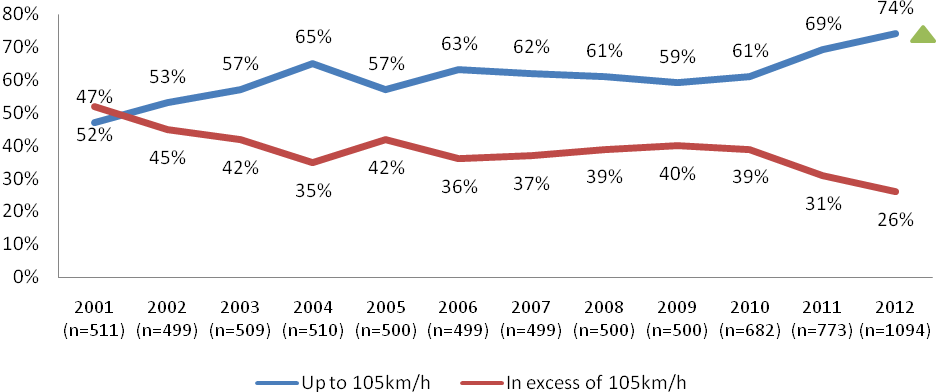 80%
70%
60%
50%
40%
30%
20%
10%
0%
47% 53% 57% 65% 57% 63% 62% 61% 59% 61% 69% 74%
52% 45% 42% 35% 42% 36% 37% 39% 40% 39% 31% 26%
2001 2002 2003 2004 2005 2006 2007 2008 2009 2010 2011 2012
(n=511) (n=499) (n=509) (n=510) (n=500) (n=499) (n=499) (n=500) (n=500) (n=682) (n=773) (n=1094)
Up to 105km/h In excess of 105km/h